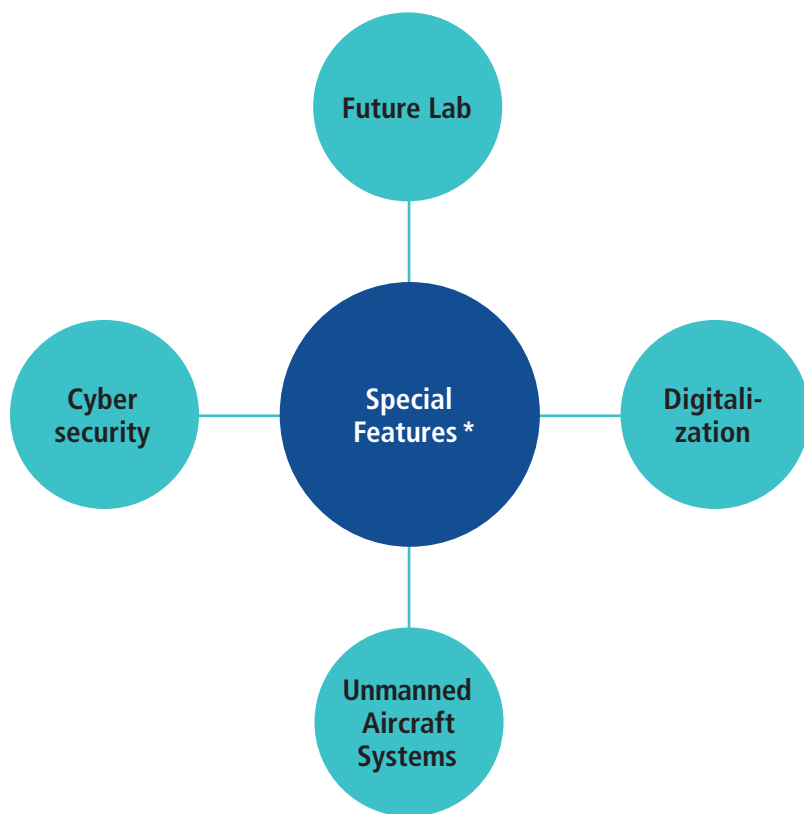 Future Lab
Cyber
security
Special
Features *
Digitali-
zation
Unmanned
Aircraft
Systems